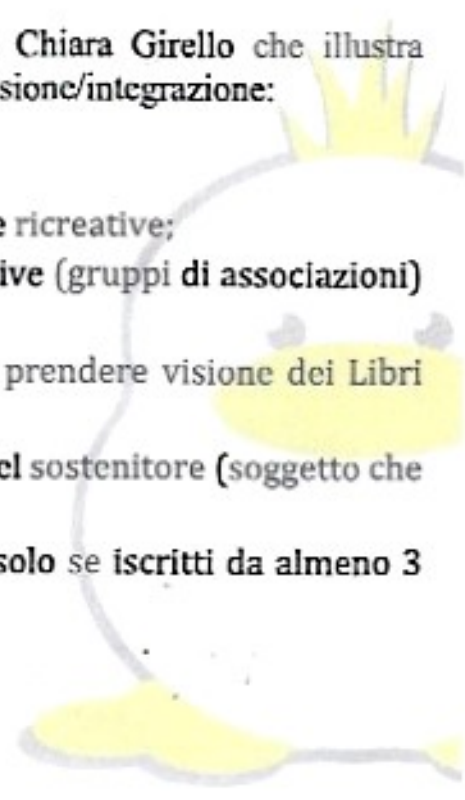 Chiara Girello che illustra
sione/integrazione:
e ricreative;
ive (gruppi di associazioni)
prendere visione dei Libri
el sostenitore (soggetto che
solo se iscritti da almeno 3